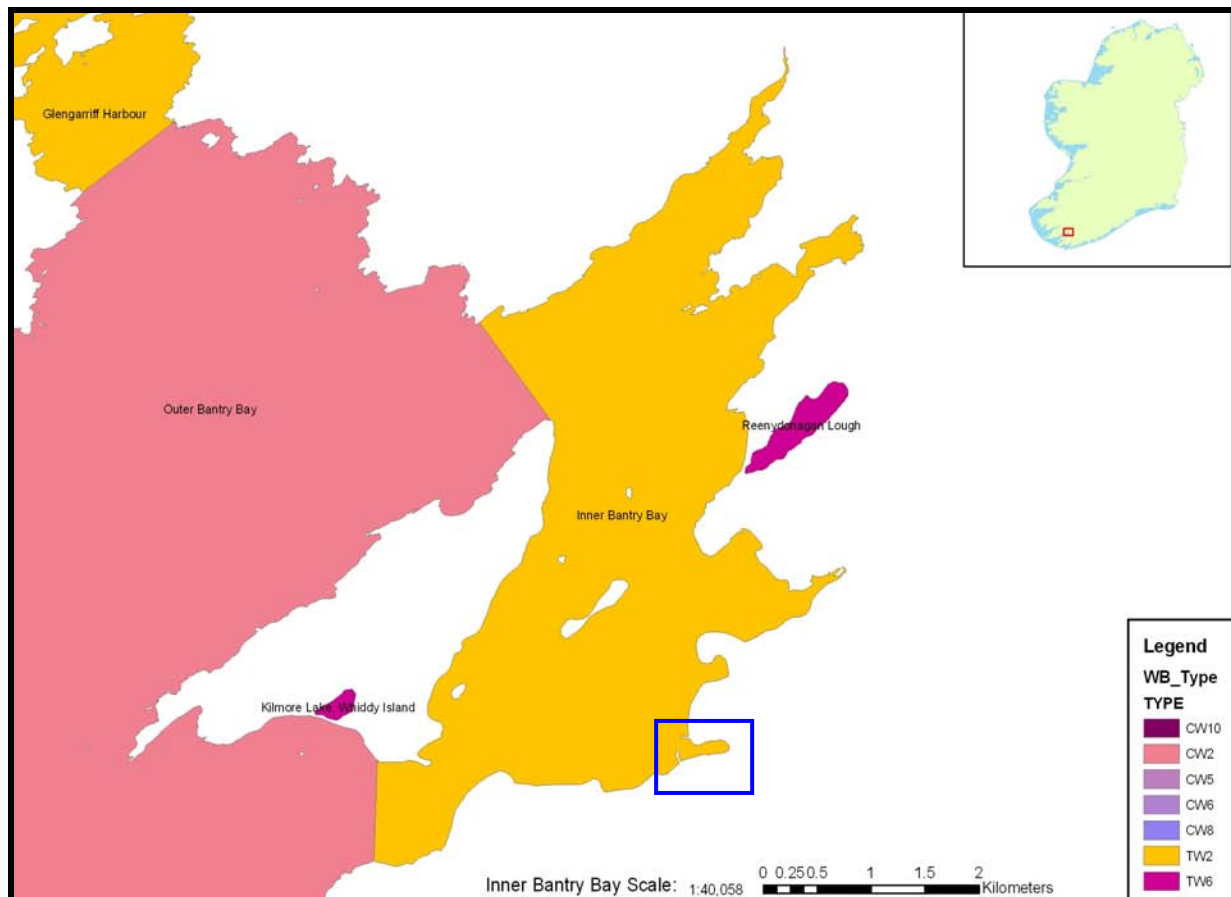 Glengarriff Harbour
Outer Bantry Bay
Reenydonagan Lough
Inner Bantry Bay
Kilmore Lake, Whiddy Island
Legend
WB_Type
TYPE
CW10
CW2
CW5
CW6
CW8
TW2
TW6
Inner Bantry Bay Scale: 1:40,058
0 0.25 0.5 1 1.5 2
Kilometers